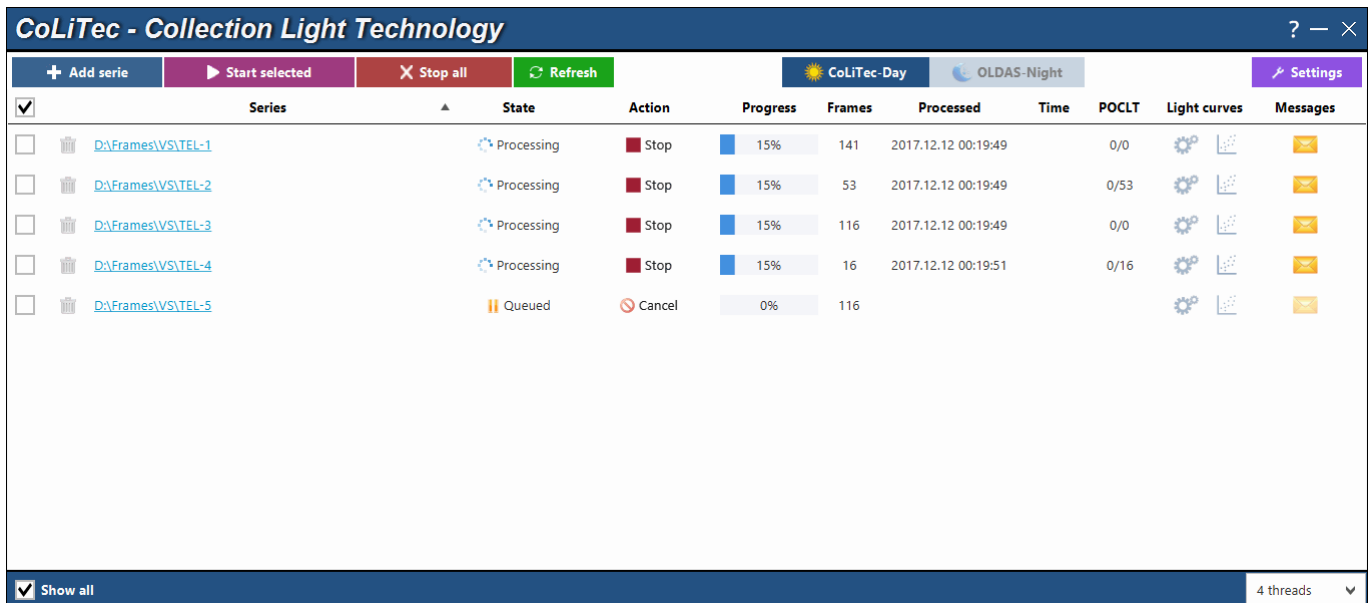 CoLiTec - Collection Light Technology ?
Add serie Start selected Stop all Refresh CoLiTec-Day OLDAS-Night Settings
Series State Action Progress Frames Processed Time POCLT Light curves Messages
D:\Frames\VS\TEL-1 Processing Stop 15% 141 2017.12.12 00:19:49 0/0
D:\Frames\VS\TEL-2 Processing Stop 15% 53 2017.12.12 00:19:49 0/53
D:\Frames\VS\TEL-3 Processing Stop 15% 116 2017.12.12 00:19:49 0/0
D:\Frames\VS\TEL-4 Processing Stop 15% 16 2017.12.12 00:19:51 0/16
D:\Frames\VS\TEL-5 Queued Cancel 0% 116
Show all 4 threads